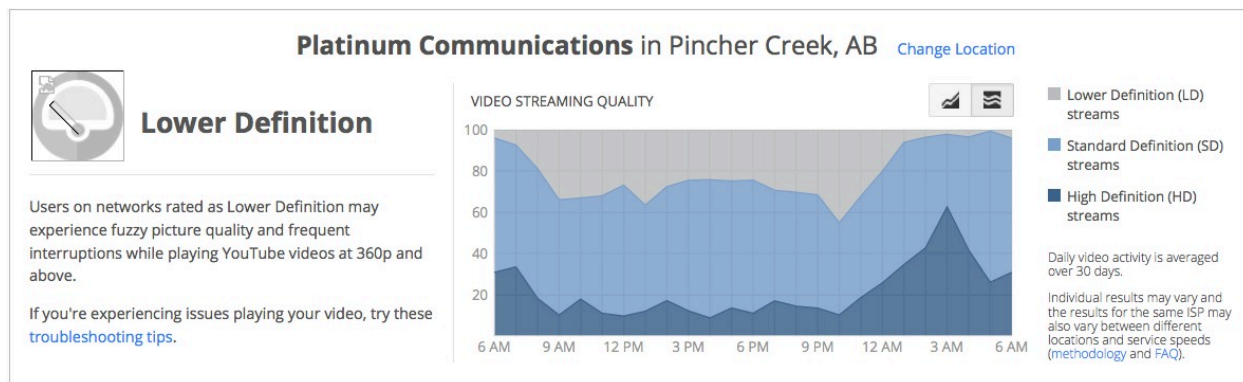 Platinum Communications in Pincher Creek, AB Change Location
Lower Definition
Users on networks rated as Lower Definition may
experience fuzzy picture quality and frequent
interruptions while playing YouTube videos at 360p and
above.
If you're experiencing issues playing your video, try these
troubleshooting tips.
VIDEO STREAMING QUALITY
100
80
60
40
20
6 AM 9 AM 12 PM 3 PM 6 PM 9 PM 12 AM 3 AM 6 AM
Lower Definition (LD)
streams
Standard Definition (SD)
streams
High Definition (HD)
streams
Daily video activity is averaged
over 30 days.
Individual results may vary and
the results for the same ISP may
also vary between different
locations and service speeds
(methodology and FAQ).